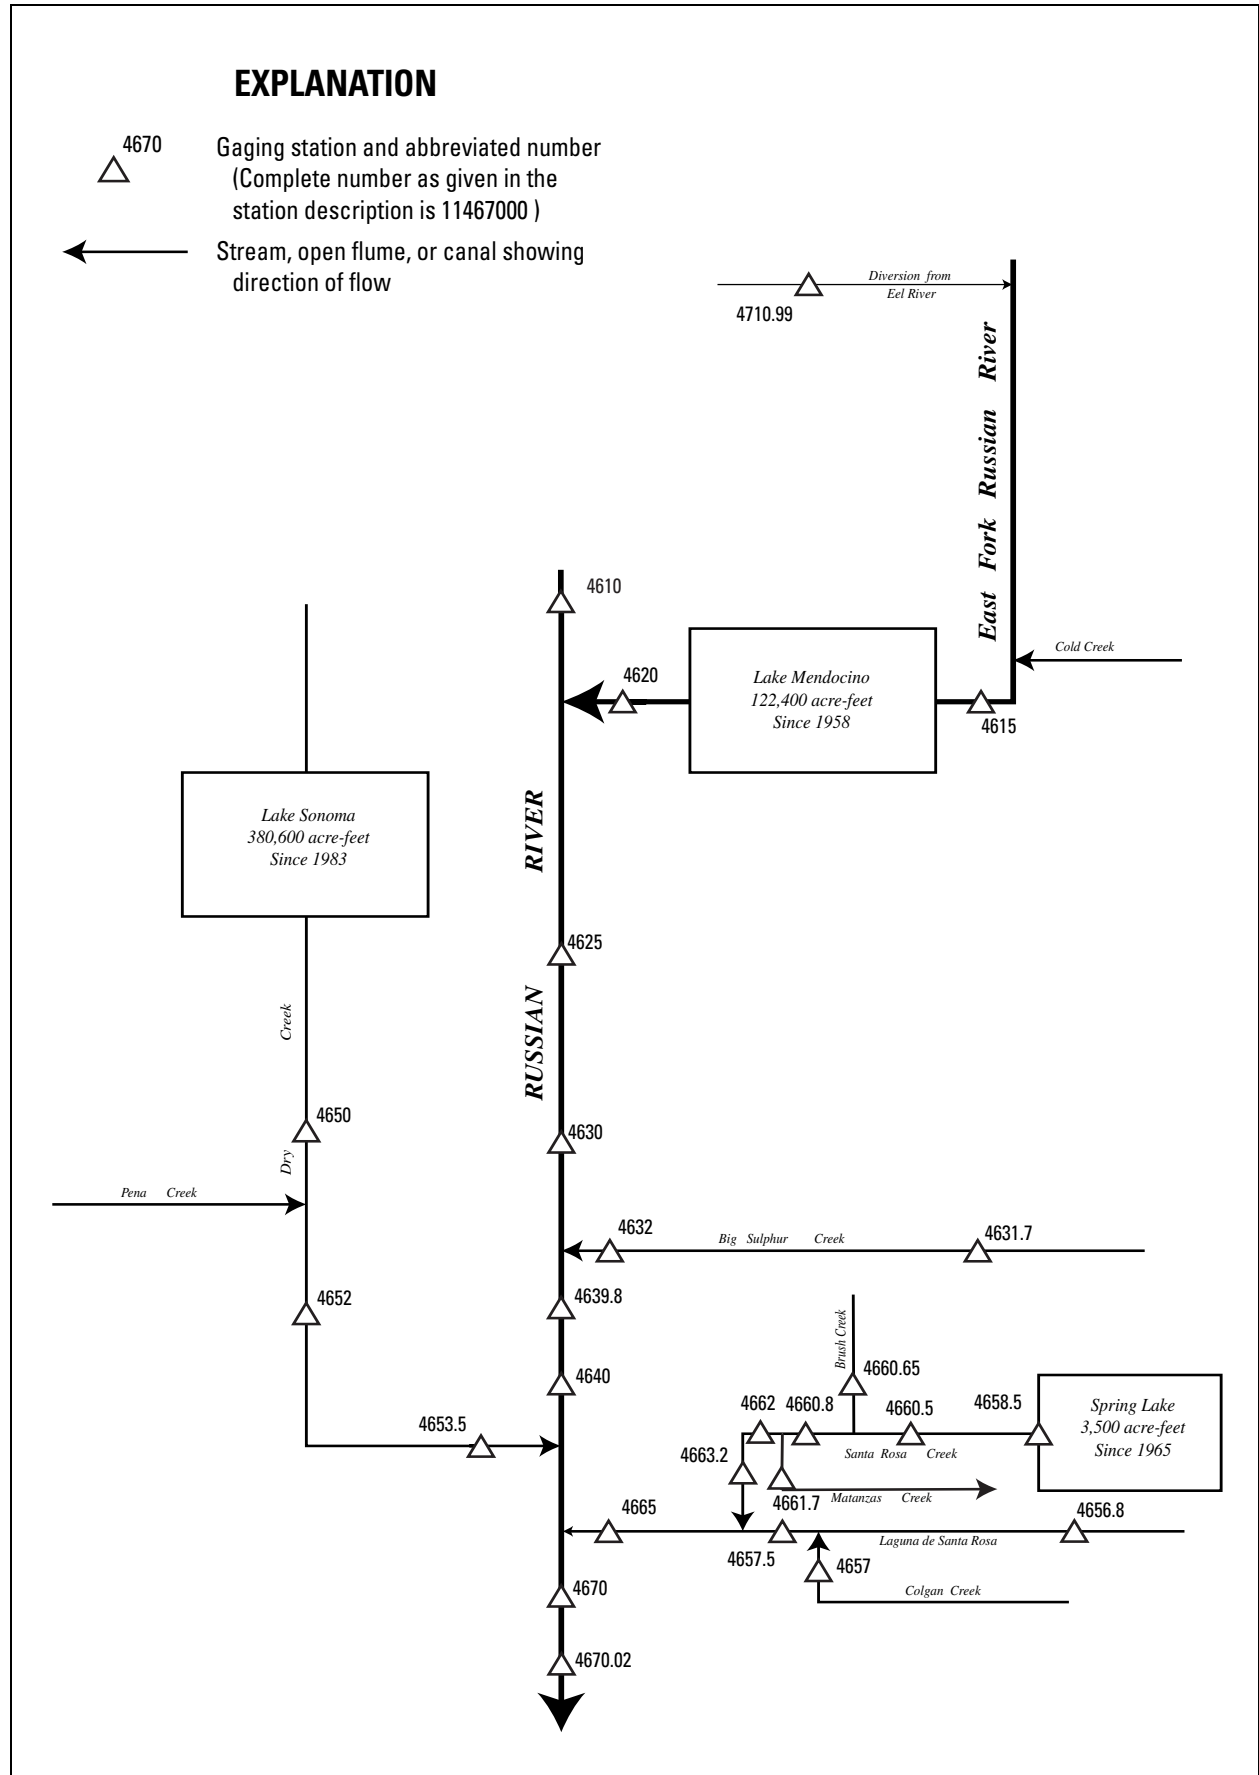 EXPLANATION
4670
Gaging station and abbreviated number
(Complete number as given in the
station description is 11467000 )
Stream, open flume, or canal showing
direction of flow
Diversion from
Eel River
4710.99
East Fork Russian River
4610
Cold Creek
4620
Lake Mendocino
122,400 acre-feet
Since 1958
4615
Lake Sonoma
380,600 acre-feet
Since 1983
RUSSIAN RIVER
4625
Dry Creek
4650
4630
Pena Creek
4632
Big Sulphur Creek
4631.7
4652
4639.8
Brush Creek
4640
4660.65
4662
4660.8
4660.5
4658.5
Spring Lake
3,500 acre-feet
Since 1965
4653.5
4663.2
Santa Rosa Creek
4661.7
Matanzas Creek
4665
4656.8
4657.5
Laguna de Santa Rosa
4657
4670
Colgan Creek
4670.02